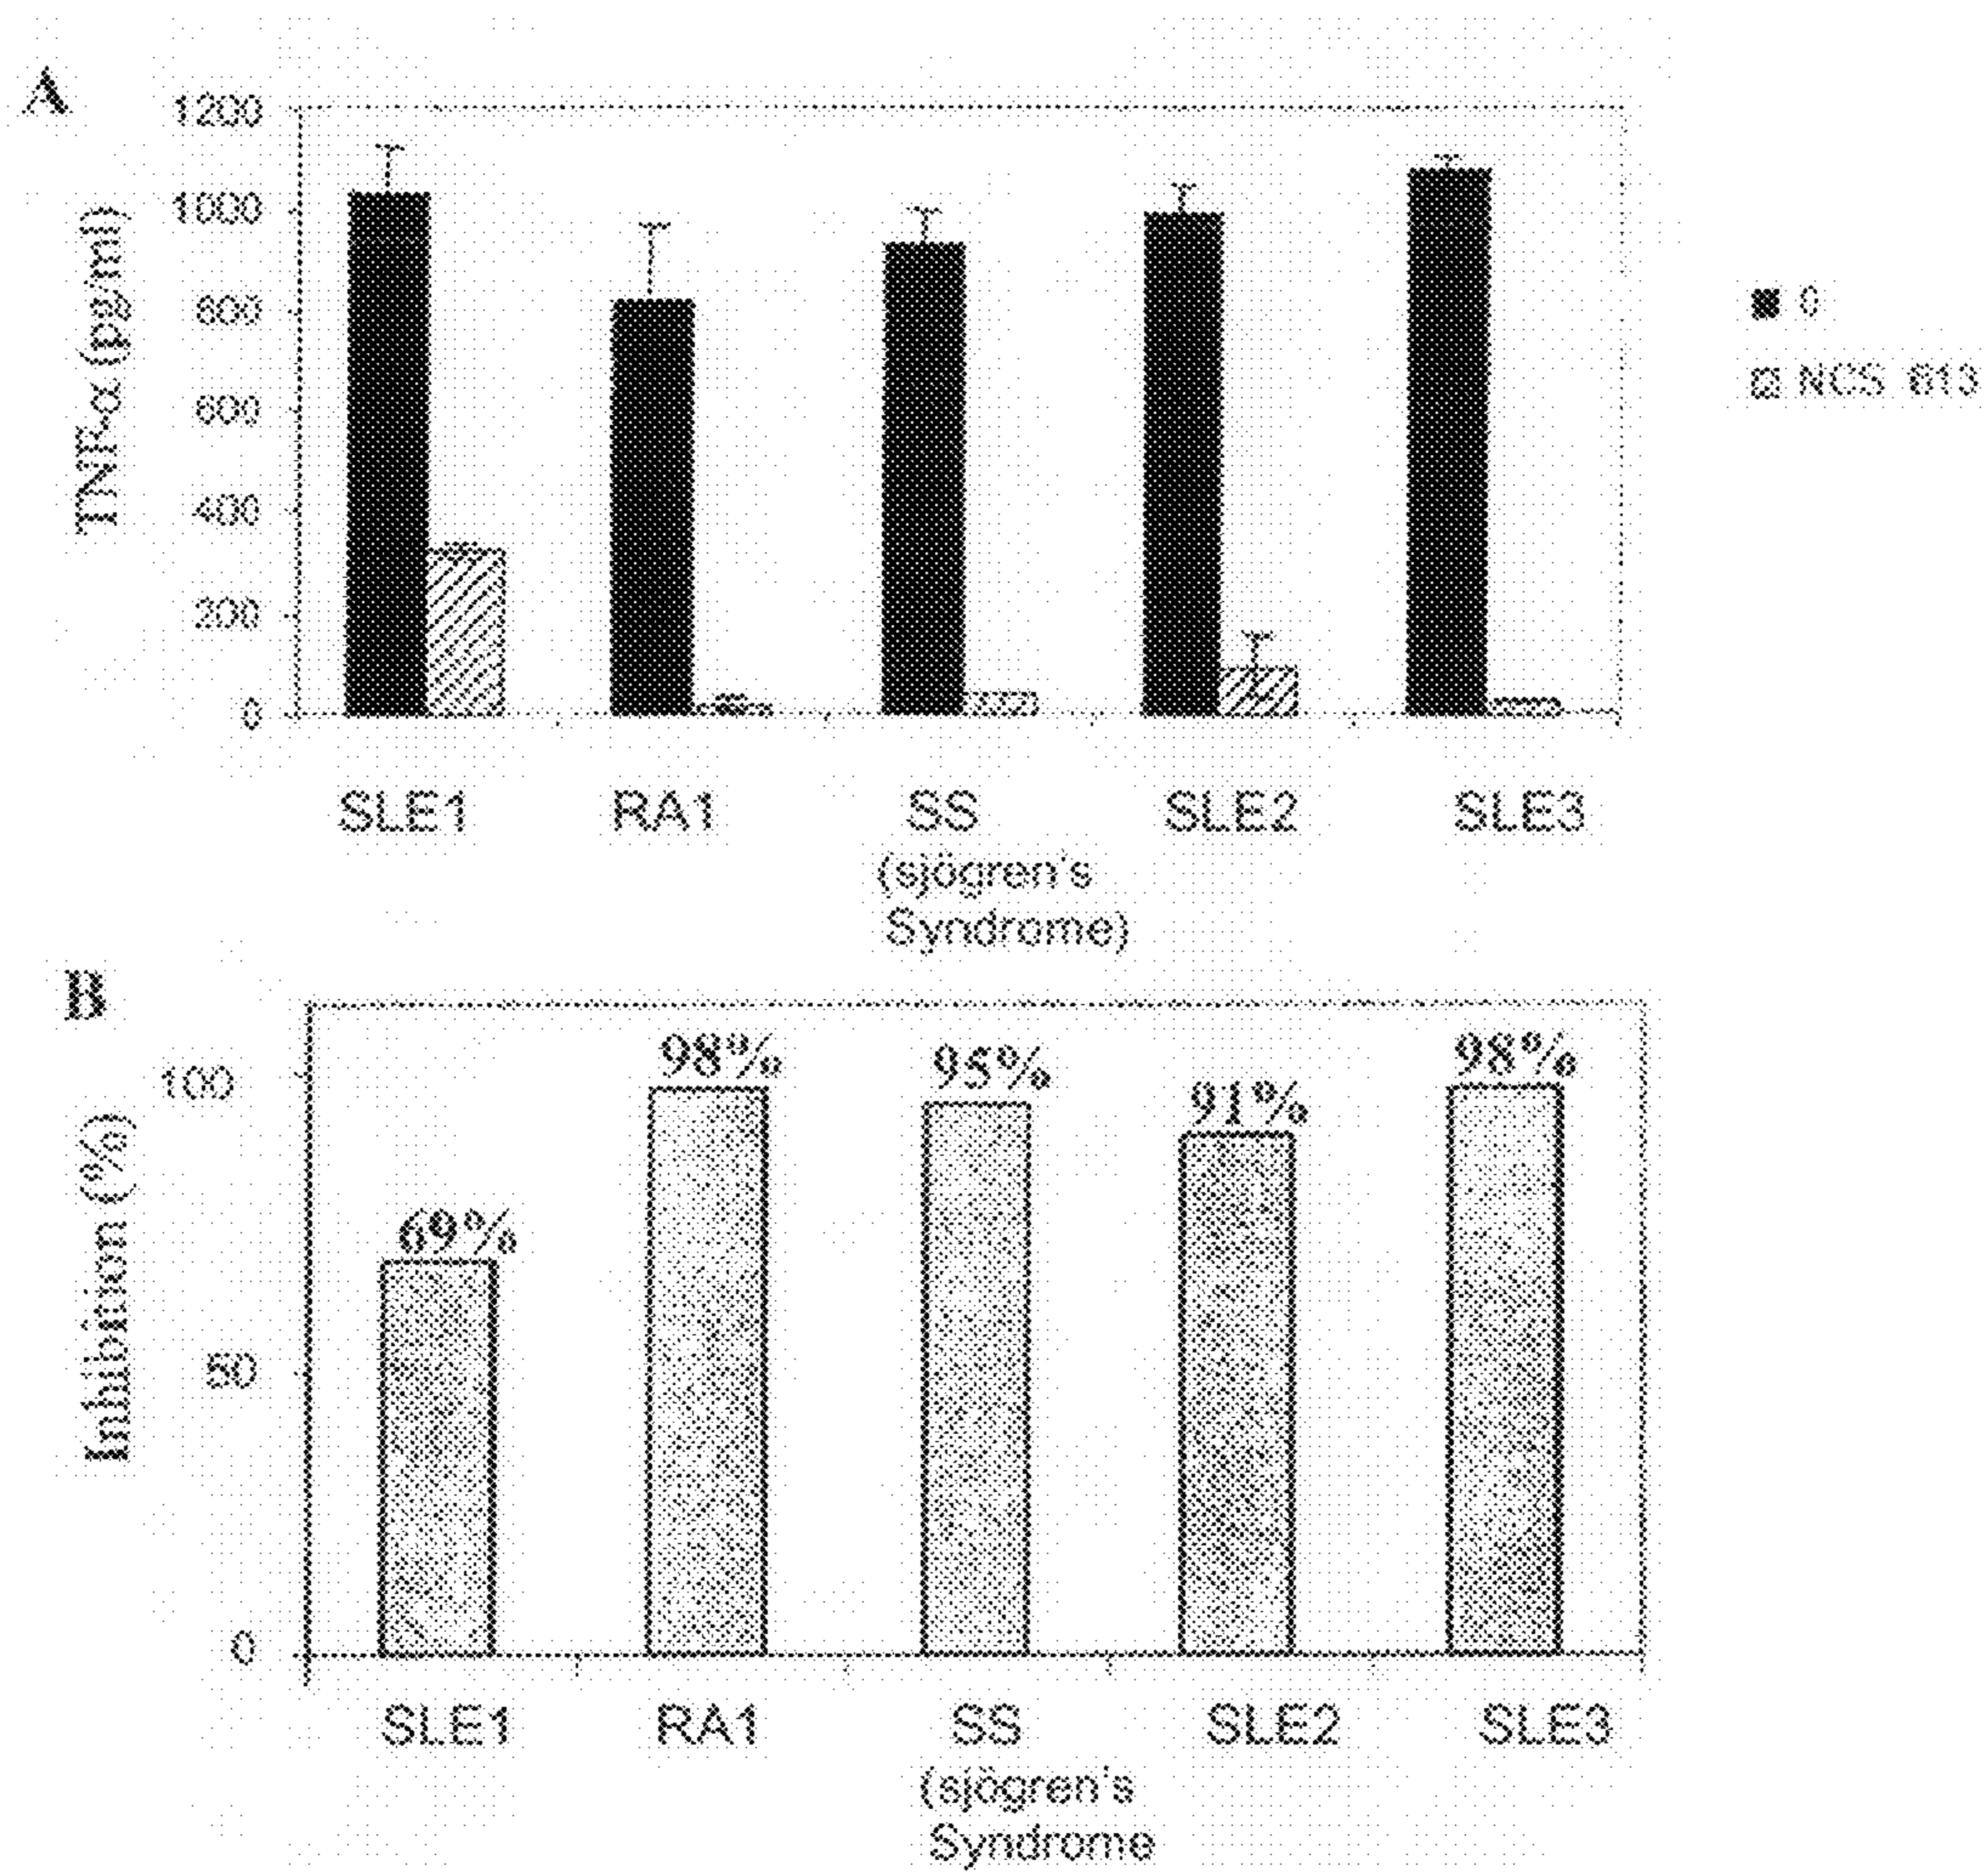 A
1200
1000
800
600
400
200
0
TNF-α (pg/ml)
0
NCS 613
SLE1 RA1 SS SLE2 SLE3
(sjögren's
Syndrome)
B
98% 95% 91% 98%
69%
100
50
0
Inhibition (%)
SLE1 RA1 SS SLE2 SLE3
(sjögren's
Syndrome